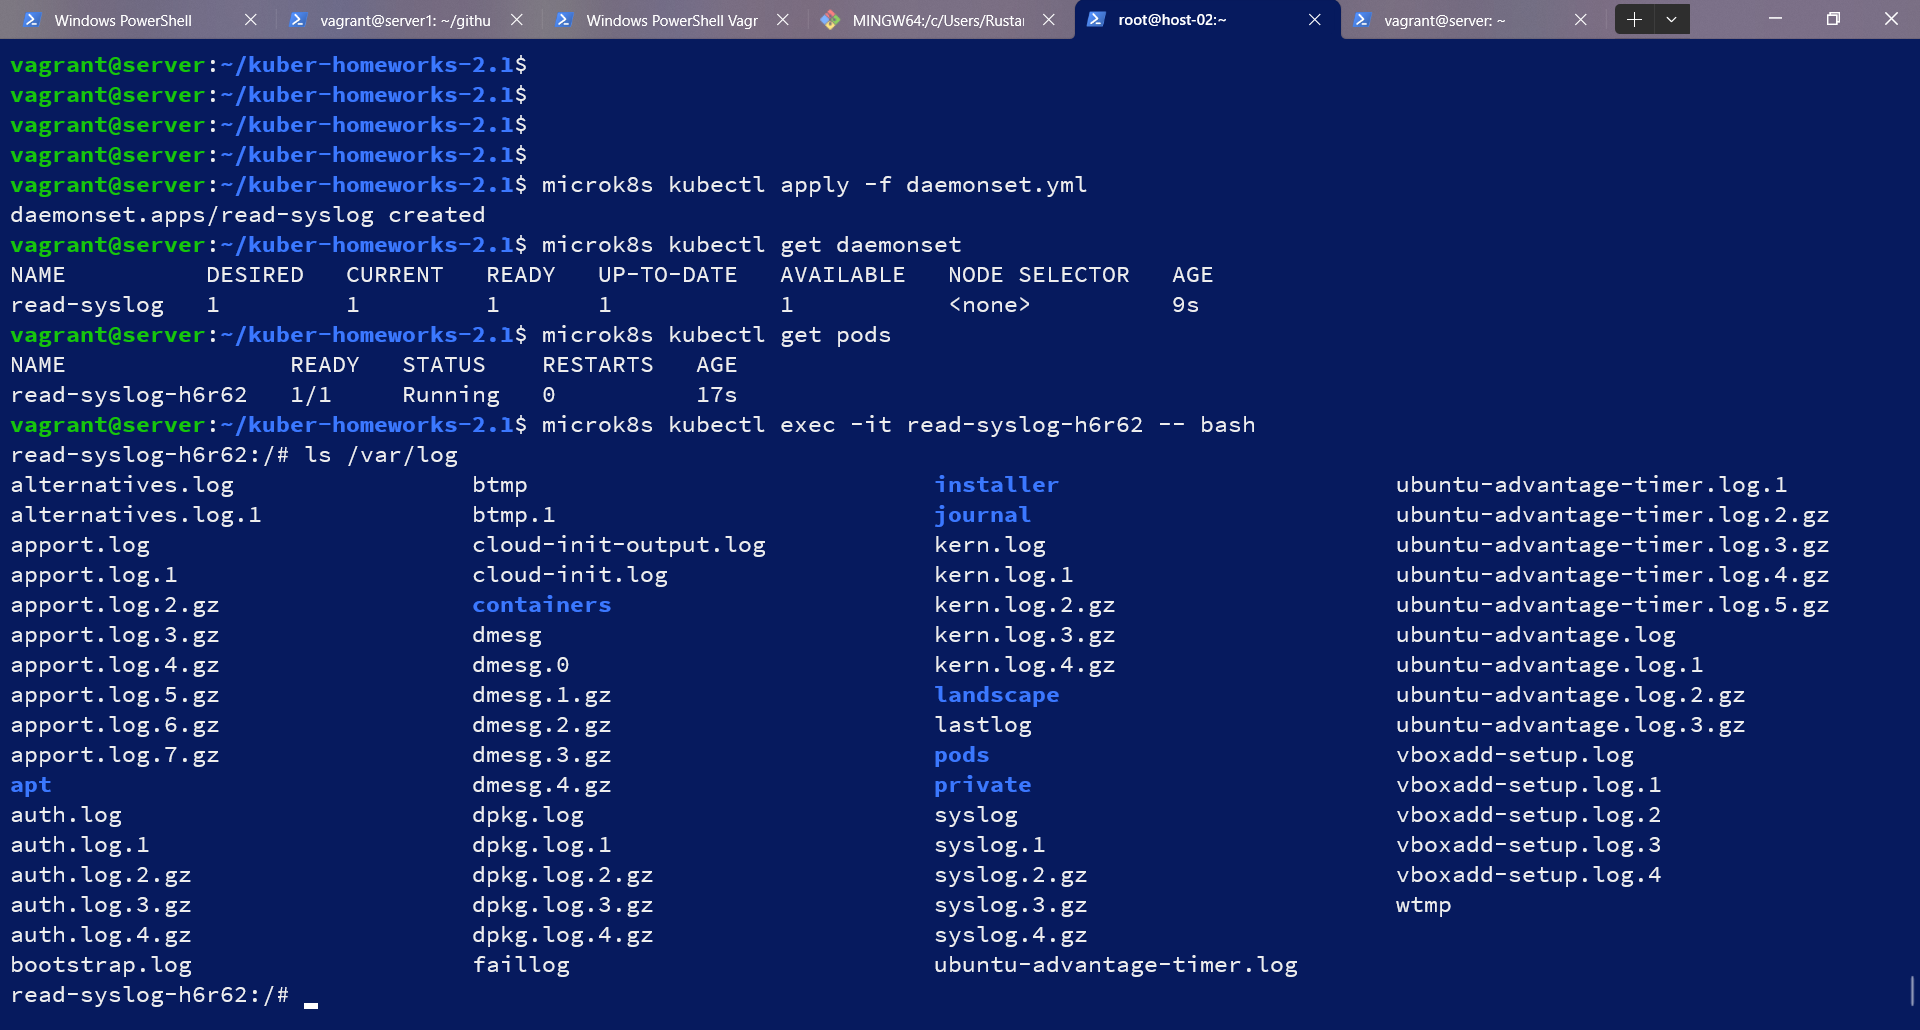 Windows PowerShell vagrant@server1: ~/githu Windows PowerShell Vagr MINGW64:/c/Users/Rusta root@host-02:~ vagrant@server: ~
vagrant@server:~/kuber-homeworks-2.1$
vagrant@server:~/kuber-homeworks-2.1$
vagrant@server:~/kuber-homeworks-2.1$
vagrant@server:~/kuber-homeworks-2.1$
vagrant@server:~/kuber-homeworks-2.1$ microk8s kubectl apply -f daemonset.yml
daemonset.apps/read-syslog created
vagrant@server:~/kuber-homeworks-2.1$ microk8s kubectl get daemonset
NAME          DESIRED   CURRENT   READY   UP-TO-DATE   AVAILABLE   NODE SELECTOR   AGE
read-syslog   1         1         1       1            1           <none>          9s
vagrant@server:~/kuber-homeworks-2.1$ microk8s kubectl get pods
NAME                READY   STATUS    RESTARTS   AGE
read-syslog-h6r62   1/1     Running   0          17s
vagrant@server:~/kuber-homeworks-2.1$ microk8s kubectl exec -it read-syslog-h6r62 -- bash
read-syslog-h6r62:/# ls /var/log
alternatives.log                 btmp                             installer                        ubuntu-advantage-timer.log.1
alternatives.log.1               btmp.1                           journal                          ubuntu-advantage-timer.log.2.gz
apport.log                       cloud-init-output.log            kern.log                         ubuntu-advantage-timer.log.3.gz
apport.log.1                     cloud-init.log                   kern.log.1                       ubuntu-advantage-timer.log.4.gz
apport.log.2.gz                  containers                       kern.log.2.gz                    ubuntu-advantage-timer.log.5.gz
apport.log.3.gz                  dmesg                            kern.log.3.gz                    ubuntu-advantage.log
apport.log.4.gz                  dmesg.0                          kern.log.4.gz                    ubuntu-advantage.log.1
apport.log.5.gz                  dmesg.1.gz                       landscape                        ubuntu-advantage.log.2.gz
apport.log.6.gz                  dmesg.2.gz                       lastlog                          ubuntu-advantage.log.3.gz
apport.log.7.gz                  dmesg.3.gz                       pods                             vboxadd-setup.log
apt                              dmesg.4.gz                       private                          vboxadd-setup.log.1
auth.log                         dpkg.log                         syslog                           vboxadd-setup.log.2
auth.log.1                       dpkg.log.1                       syslog.1                         vboxadd-setup.log.3
auth.log.2.gz                    dpkg.log.2.gz                    syslog.2.gz                      vboxadd-setup.log.4
auth.log.3.gz                    dpkg.log.3.gz                    syslog.3.gz                      wtmp
auth.log.4.gz                    dpkg.log.4.gz                    syslog.4.gz
bootstrap.log                    faillog                          ubuntu-advantage-timer.log
read-syslog-h6r62:/#